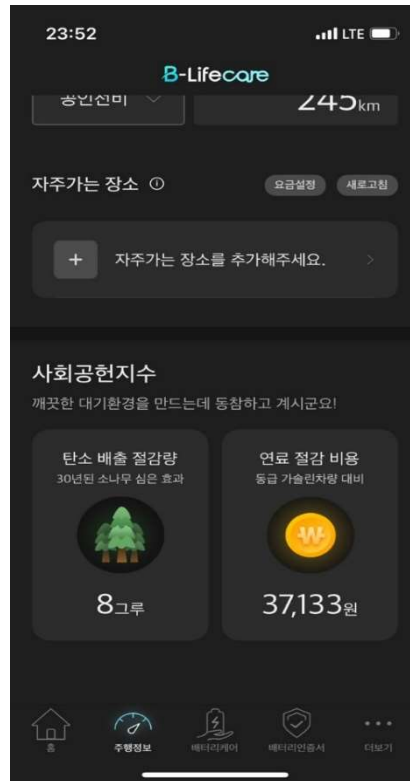 23:52
LTE
B-Lifecare
공인전비
245km
자주가는 장소
요금설정
새로고침
+ 자주가는 장소를 추가해주세요. >
사회공헌지수
깨끗한 대기환경을 만드는데 동참하고 계시군요!
탄소 배출 절감량
30년된 소나무 심은 효과
8그루
연료 절감 비용
동급 가솔린차량 대비
₩
37,133원
홈
주행정보
배터리케어
배터리인증서
더보기